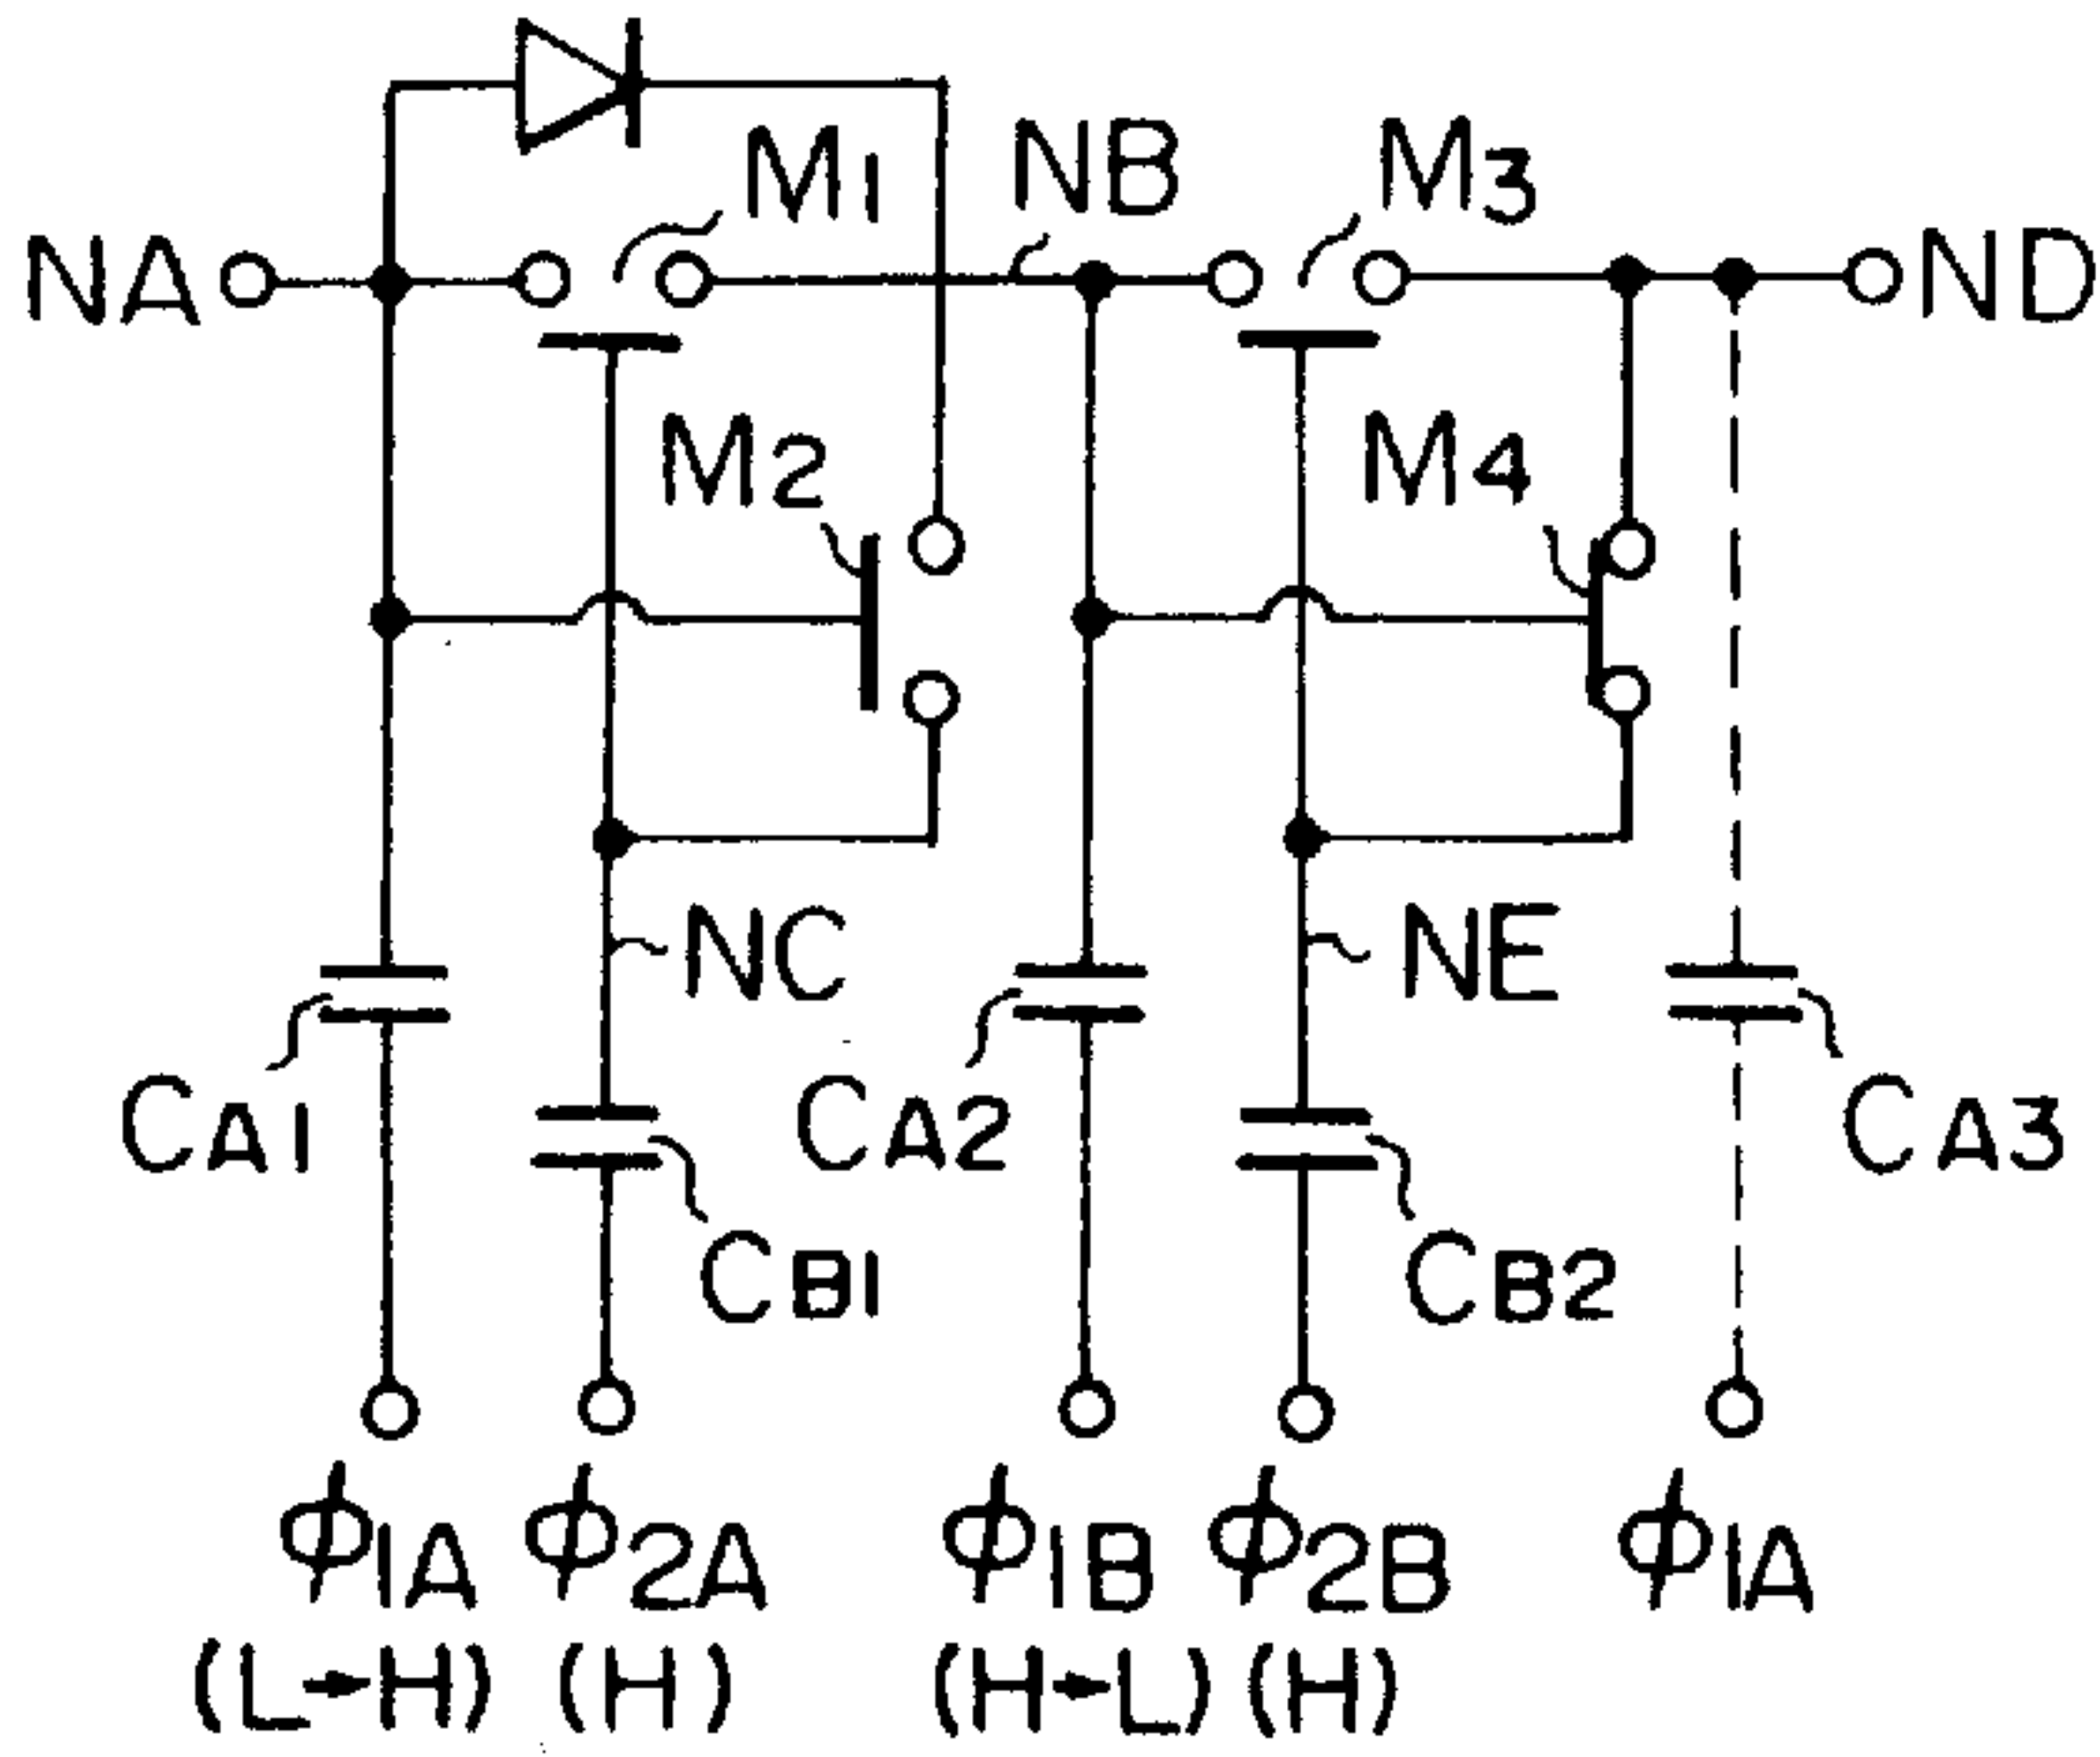 M1 NB M3
NA ND
M2 M4
NC NE
CA1 CA2 CA3
CB1 CB2
ϕ1A ϕ2A ϕ1B ϕ2B ϕ1A
(L→H) (H) (H→L) (H)